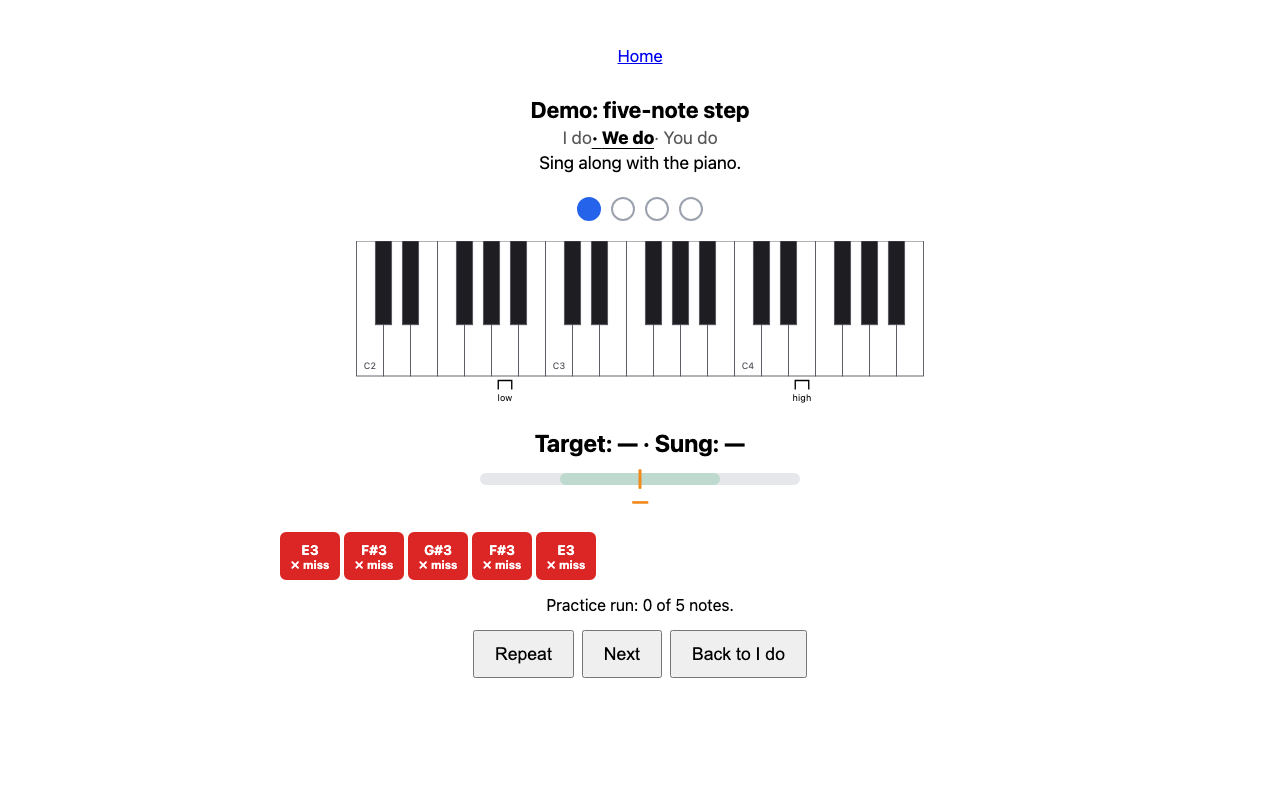 Home
Demo: five-note step
I do · We do · You do
Sing along with the piano.
C2 C3 C4
low high
Target: — · Sung: —
—
E3 F#3 G#3 F#3 E3
✕ miss ✕ miss ✕ miss ✕ miss ✕ miss
Practice run: 0 of 5 notes.
Repeat Next Back to I do